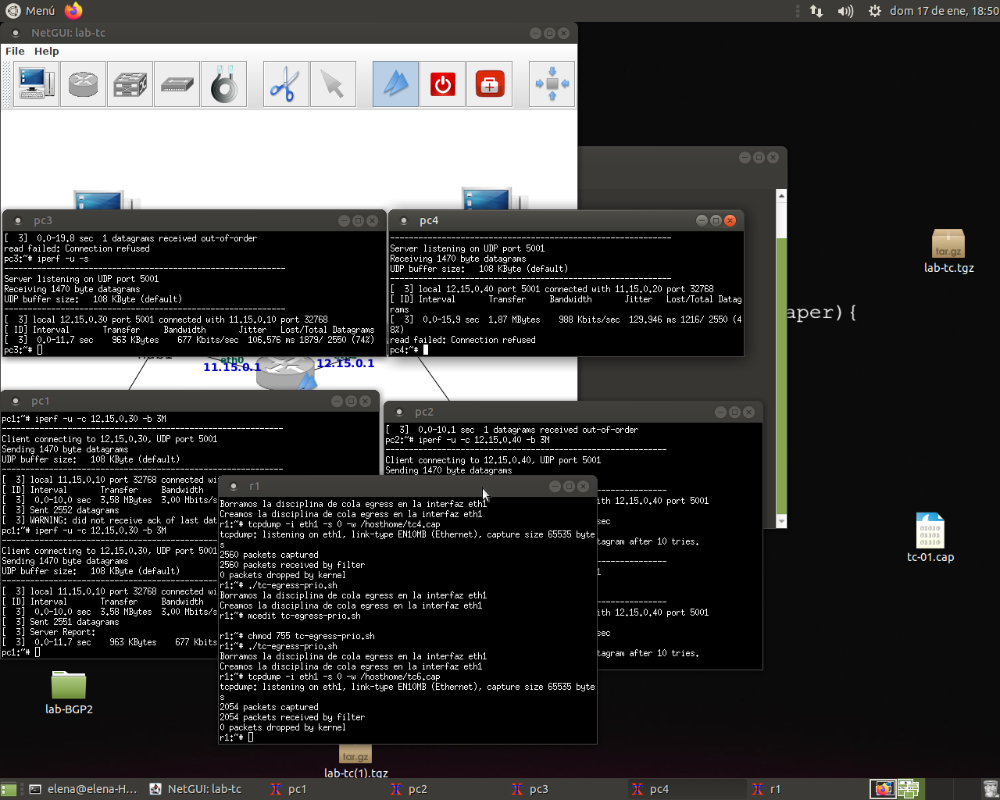 Menú
dom 17 de ene, 18:50
NetGUI: lab-tc
File Help
pc3
[  3]  0.0-19.8 sec  1 datagrams received out-of-order
read failed: Connection refused
pc3:~# iperf -u -s
------------------------------------------------------------
Server listening on UDP port 5001
Receiving 1470 byte datagrams
UDP buffer size:   108 KByte (default)
------------------------------------------------------------
[  3] local 12.15.0.30 port 5001 connected with 11.15.0.10 port 32768
[ ID] Interval       Transfer     Bandwidth       Jitter   Lost/Total Datagrams
[  3]  0.0-11.7 sec    963 KBytes    677 Kbits/sec  106.576 ms 1879/ 2550 (74%)
pc3:~#
pc4
------------------------------------------------------------
Server listening on UDP port 5001
Receiving 1470 byte datagrams
UDP buffer size:   108 KByte (default)
------------------------------------------------------------
[  3] local 12.15.0.40 port 5001 connected with 11.15.0.20 port 32768
[ ID] Interval       Transfer     Bandwidth       Jitter   Lost/Total Datag
rams
[  3]  0.0-15.9 sec  1.87 MBytes    988 Kbits/sec  129.946 ms 1216/ 2550 (4
8%)
read failed: Connection refused
pc4:~#
lab-tc.tgz
aper){
hub1
eth0
11.15.0.1
12.15.0.1
pc1
pc1:~# iperf -u -c 12.15.0.30 -b 3M
------------------------------------------------------------
Client connecting to 12.15.0.30, UDP port 5001
Sending 1470 byte datagrams
UDP buffer size:   108 KByte (default)
------------------------------------------------------------
[  3] local 11.15.0.10 port 32768 connected wi
[ ID] Interval       Transfer     Bandwidth
[  3]  0.0-10.0 sec  3.58 MBytes  3.00 Mbits/s
[  3] Sent 2552 datagrams
[  3] WARNING: did not receive ack of last dat
pc1:~# iperf -u -c 12.15.0.30 -b 3M
------------------------------------------------------------
Client connecting to 12.15.0.30, UDP port 5001
Sending 1470 byte datagrams
UDP buffer size:   108 KByte (default)
------------------------------------------------------------
[  3] local 11.15.0.10 port 32768 connected wi
[ ID] Interval       Transfer     Bandwidth
[  3]  0.0-10.0 sec  3.58 MBytes  3.00 Mbits/s
[  3] Sent 2551 datagrams
[  3] Server Report:
[  3]  0.0-11.7 sec    963 KBytes    677 Kbits
pc1:~#
pc2
[  3]  0.0-10.1 sec  1 datagrams received out-of-order
pc2:~# iperf -u -c 12.15.0.40 -b 3M
------------------------------------------------------------
Client connecting to 12.15.0.40, UDP port 5001
Sending 1470 byte datagrams
ith 12.15.0.40 port 5001
sec
tagram after 10 tries.
1
ith 12.15.0.40 port 5001
sec
tagram after 10 tries.
r1
Borramos la disciplina de cola egress en la interfaz eth1
Creamos la disciplina de cola egress en la interfaz eth1
r1:~# tcpdump -i eth1 -s 0 -w /hosthome/tc4.cap
tcpdump: listening on eth1, link-type EN10MB (Ethernet), capture size 65535 byte
s
2560 packets captured
2560 packets received by filter
0 packets dropped by kernel
r1:~# ./tc-egress-prio.sh
Borramos la disciplina de cola egress en la interfaz eth1
Creamos la disciplina de cola egress en la interfaz eth1
r1:~# mcedit tc-egress-prio.sh
r1:~# chmod 755 tc-egress-prio.sh
r1:~# ./tc-egress-prio.sh
Borramos la disciplina de cola egress en la interfaz eth1
Creamos la disciplina de cola egress en la interfaz eth1
r1:~# tcpdump -i eth1 -s 0 -w /hosthome/tc6.cap
tcpdump: listening on eth1, link-type EN10MB (Ethernet), capture size 65535 byte
s
2054 packets captured
2054 packets received by filter
0 packets dropped by kernel
r1:~#
tc-01.cap
lab-BGP2
lab-tc(1).tgz
elena@elena-H... NetGUI: lab-tc pc1 pc2 pc3 pc4 r1